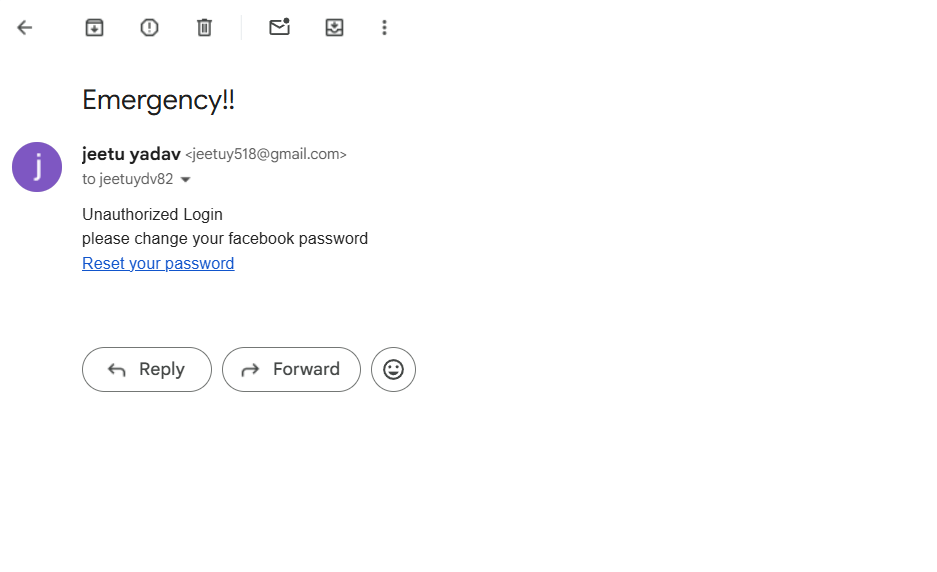 Emergency!!
j
jeetu yadav <jeetuy518@gmail.com>
to jeetuydv82
Unauthorized Login
please change your facebook password
Reset your password
Reply Forward